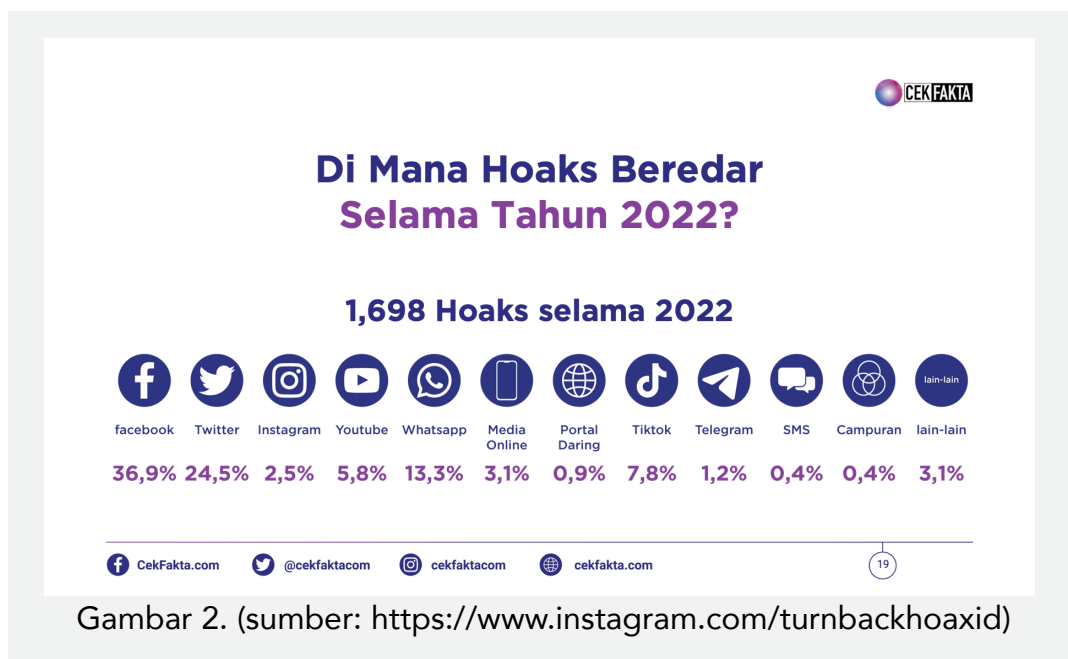 CEK FAKTA
Di Mana Hoaks Beredar
Selama Tahun 2022?
1,698 Hoaks selama 2022
lain-lain
facebook Twitter Instagram Youtube Whatsapp Media Online Portal Daring Tiktok Telegram SMS Campuran lain-lain
36,9% 24,5% 2,5% 5,8% 13,3% 3,1% 0,9% 7,8% 1,2% 0,4% 0,4% 3,1%
CekFakta.com @cekfaktacom cekfaktacom cekfakta.com 19
Gambar 2. (sumber: https://www.instagram.com/turnbackhoaxid)